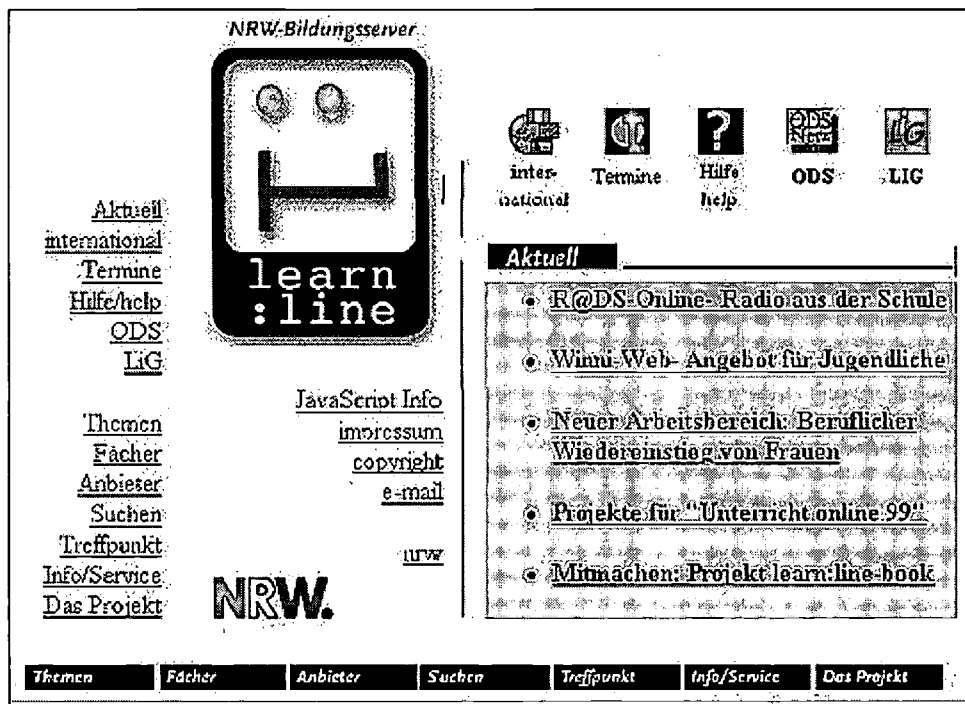 NRW-Bildungsserver
learn
:line
Aktuell
international
Termine
Hilfe/help
ODS
LiG
Themen
Fächer
Anbieter
Suchen
Treffpunkt
Info/Service
Das Projekt
JavaScript Info
impressum
copyright
e-mail
nrw
NRW.
inter-
national
Termine
?
Hilfe
help
ODS
Netz
ODS
LiG
LIG
Aktuell
R@DS-Online- Radio aus der Schule
Winni-Web- Angebot für Jugendliche
Neuer Arbeitsbereich: Beruflicher
Wiedereinstieg von Frauen
Projekte für "Unterricht online 99"
Mitmachen: Projekt learn:line-book
Themen Fächer Anbieter Suchen Treffpunkt Info/Service Das Projekt